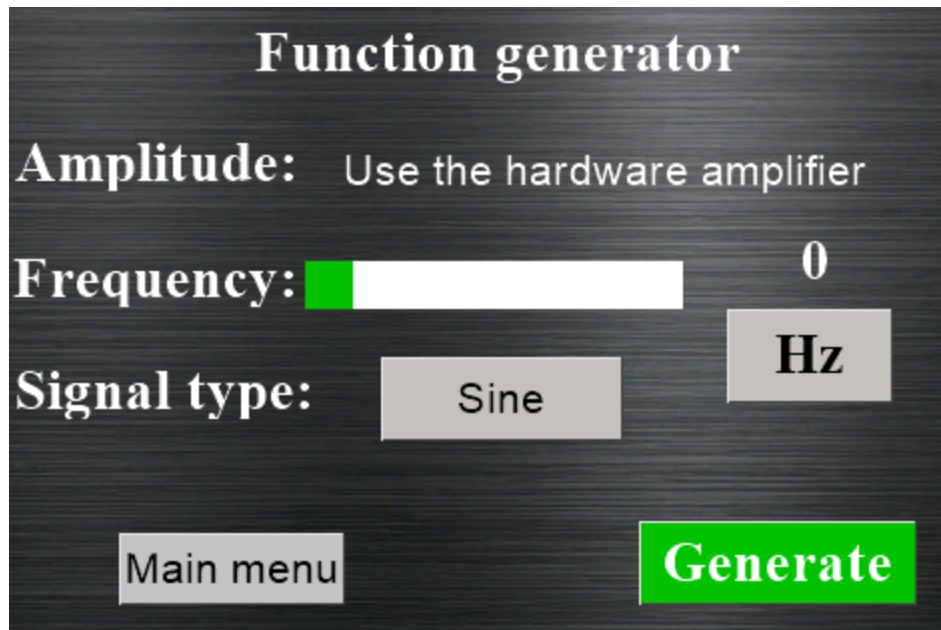 Function generator
Amplitude: Use the hardware amplifier
Frequency: 0
Hz
Signal type: Sine
Main menu Generate